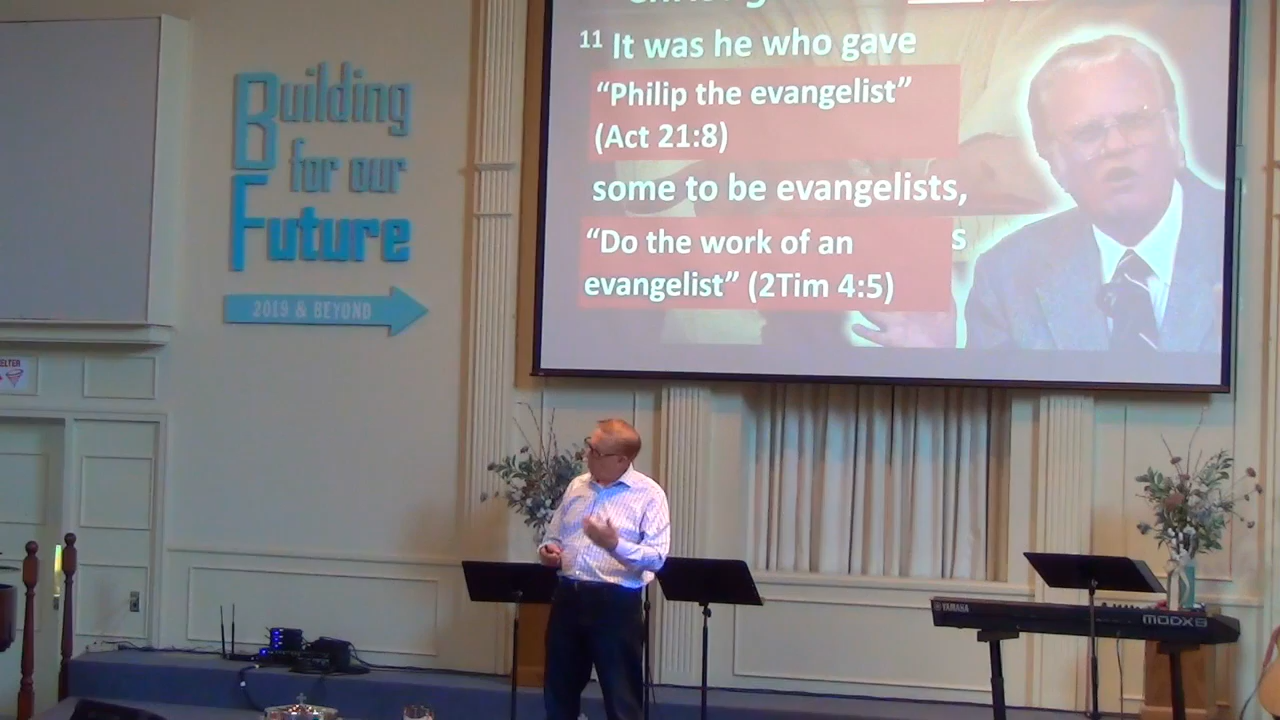 Building
for our
Future
2019 & BEYOND
11 It was he who gave
“Philip the evangelist”
(Act 21:8)
some to be evangelists,
“Do the work of an
evangelist” (2Tim 4:5)
s
YAMAHA
MODX8